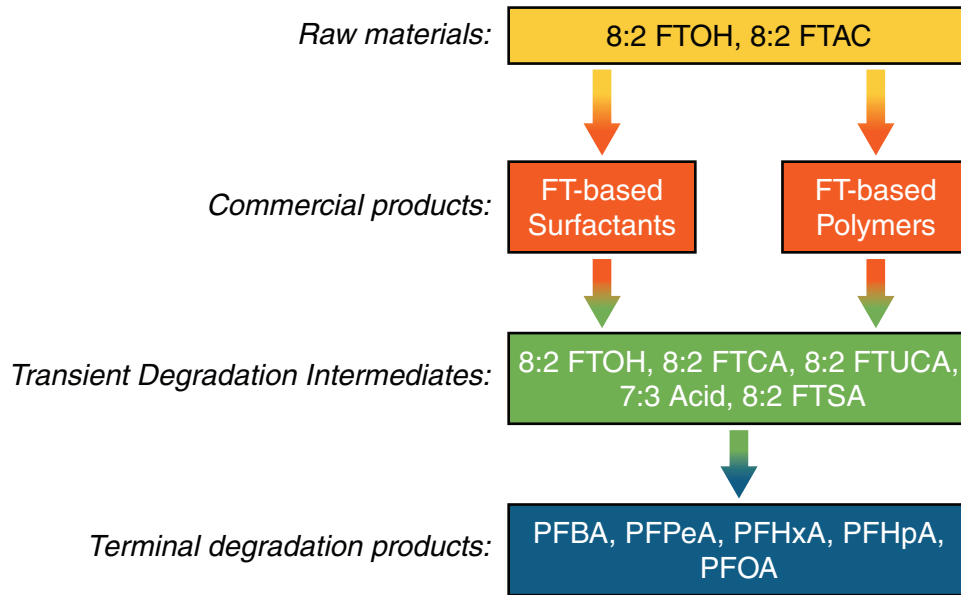 Raw materials:
8:2 FTOH, 8:2 FTAC
Commercial products:
FT-based
Surfactants
FT-based
Polymers
Transient Degradation Intermediates:
8:2 FTOH, 8:2 FTCA, 8:2 FTUCA,
7:3 Acid, 8:2 FTSA
Terminal degradation products:
PFBA, PFPeA, PFHxA, PFHpA,
PFOA